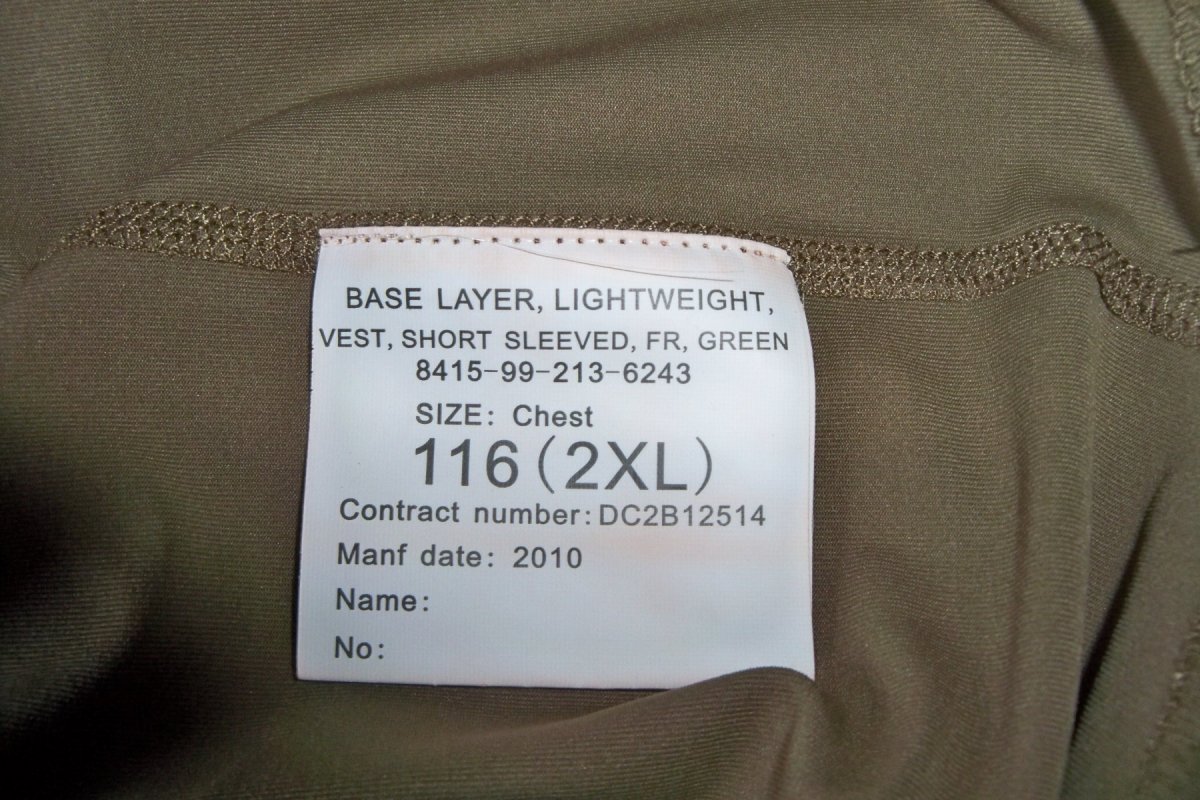 BASE LAYER, LIGHTWEIGHT,
VEST, SHORT SLEEVED, FR, GREEN
8415-99-213-6243
SIZE: Chest
116 (2XL)
Contract number: DC2B12514
Manf date: 2010
Name:
No: